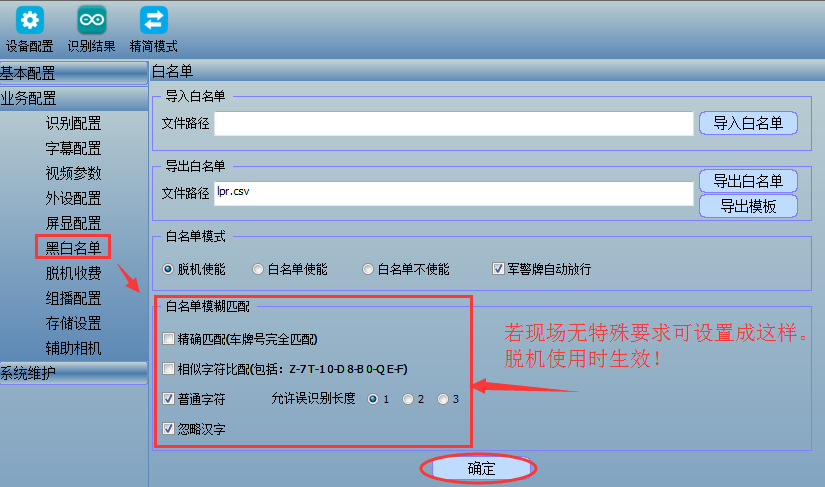 设备配置 识别结果 精简模式
基本配置
业务配置
识别配置
字幕配置
视频参数
外设配置
屏显配置
黑白名单
脱机收费
组播配置
存储设置
辅助相机
系统维护
白名单
导入白名单
文件路径 导入白名单
导出白名单
文件路径 lpr.csv 导出白名单
导出模板
白名单模式
脱机使能 白名单使能 白名单不使能 军警牌自动放行
白名单模糊匹配
精确匹配(车牌号完全匹配)
相似字符比配(包括: Z-7 T-1 0-D 8-B 0-Q E-F)
普通字符 允许误识别长度 1 2 3
忽略汉字
若现场无特殊要求可设置成这样。
脱机使用时生效!
确定